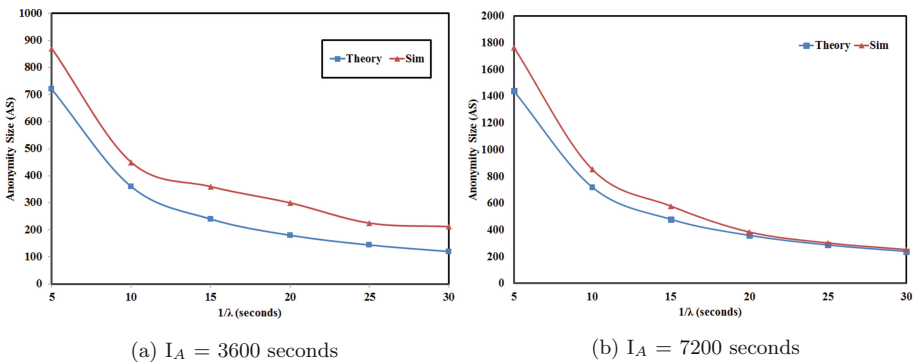 1000
900
800
700
600
500
400
300
200
100
0
Anonymity Size (AS)
Theory Sim
5 10 15 20 25 30
1/λ (seconds)
(a) I_A = 3600 seconds
2000
1800
1600
1400
1200
1000
800
600
400
200
0
Anonymity Size (AS)
Theory Sim
5 10 15 20 25 30
1/λ (seconds)
(b) I_A = 7200 seconds